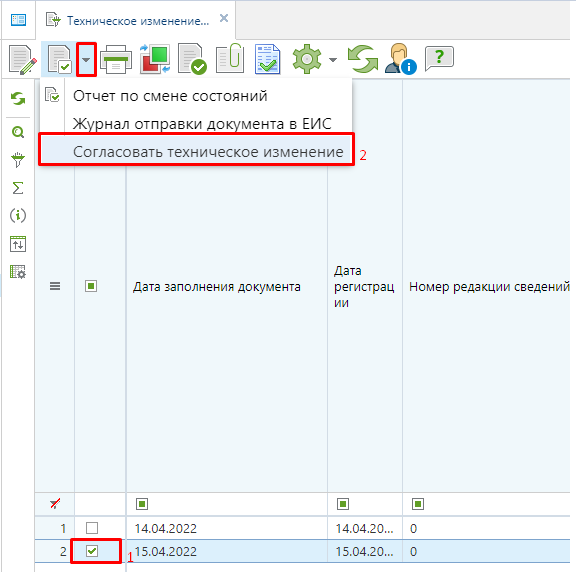 Техническое изменение...
Отчет по смене состояний
Журнал отправки документа в ЕИС
Согласовать техническое изменение
2
Дата заполнения документа
Дата
регистрац
ии
Номер редакции сведений
1 14.04.2022 14.04.20... 0
2 1 15.04.2022 15.04.20... 0